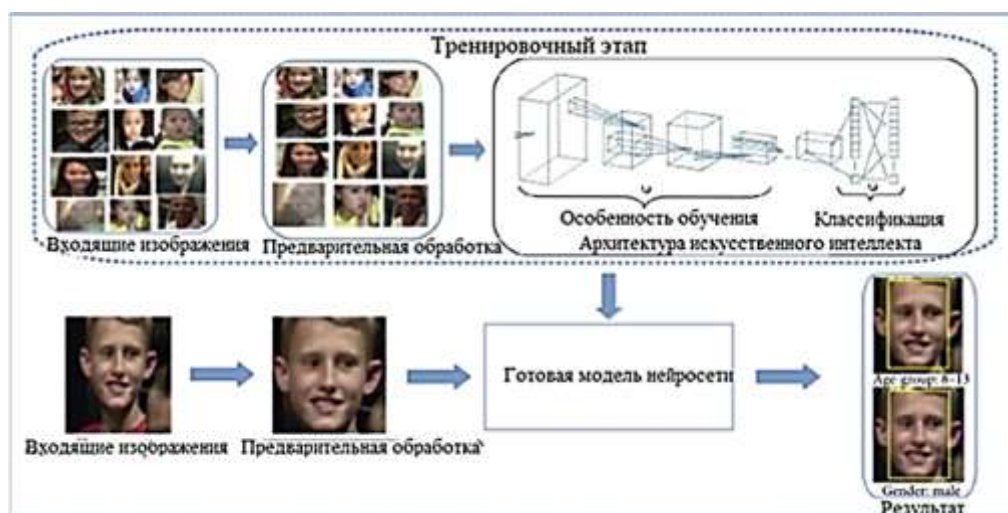 Тренировочный этап
Особенность обучения
Классификация
Входящие изображения
Предварительная обработка
Архитектура искусственного интеллекта
Готовая модель нейросети
Age group: 8-13
Входящие изображения
Предварительная обработка
Gender: male
Результат